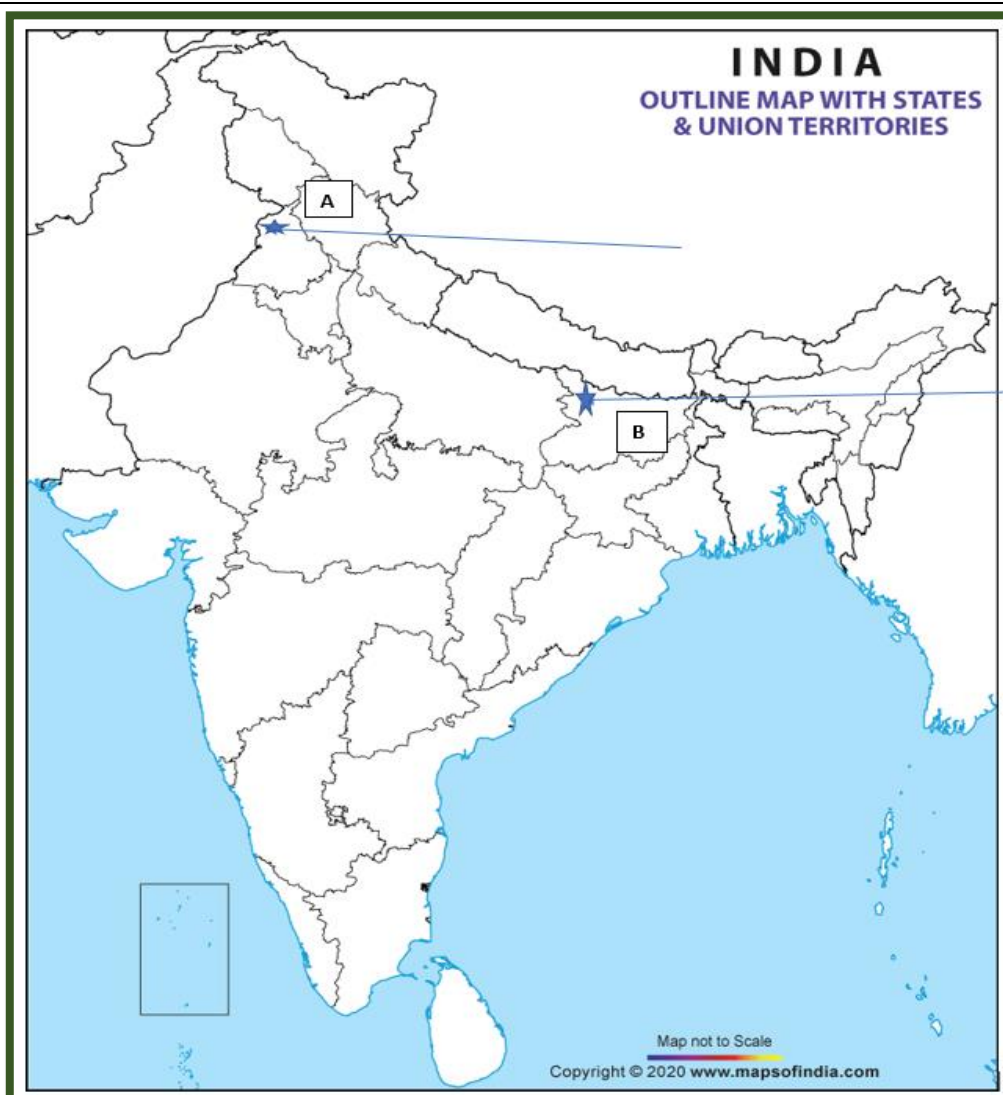 INDIA
OUTLINE MAP WITH STATES
& UNION TERRITORIES
A
B
Map not to Scale
Copyright © 2020 www.mapsofindia.com